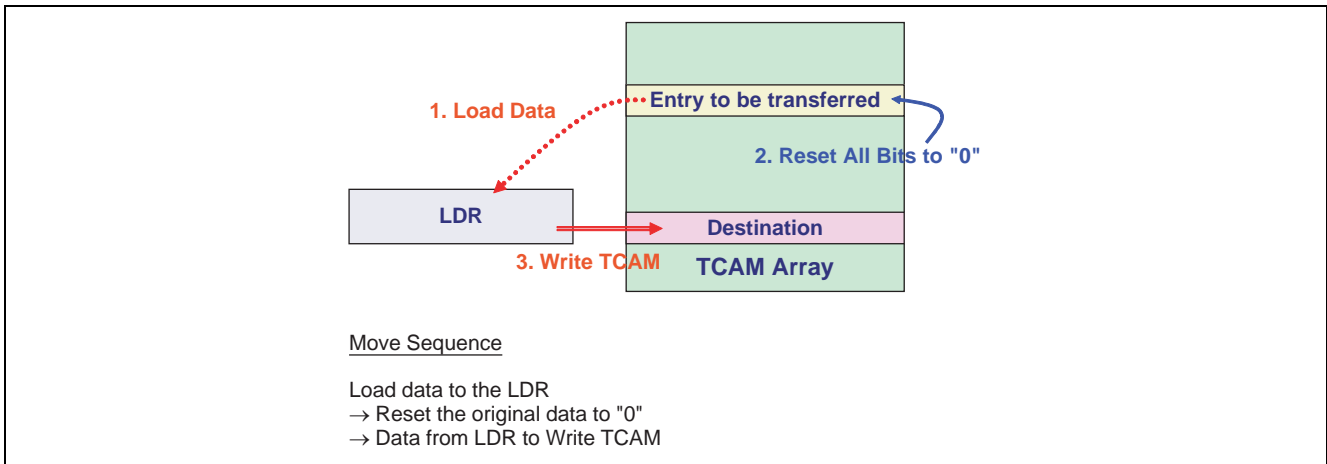 Entry to be transferred
1. Load Data
2. Reset All Bits to "0"
LDR
Destination
3. Write TCAM
TCAM Array
Move Sequence
Load data to the LDR
→ Reset the original data to "0"
→ Data from LDR to Write TCAM